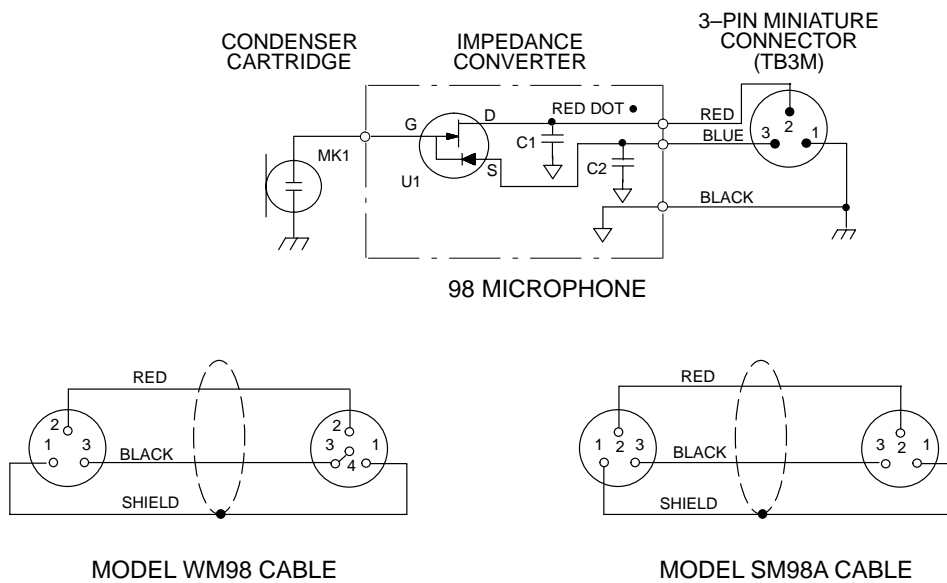 CONDENSER
CARTRIDGE
IMPEDANCE
CONVERTER
3–PIN MINIATURE
CONNECTOR
(TB3M)
G
D
RED DOT
RED
2
3
1
BLUE
C1
MK1
U1
S
C2
BLACK
98 MICROPHONE
RED
2
1
3
BLACK
2
3
1
4
SHIELD
MODEL WM98 CABLE
RED
1
2
3
BLACK
3
2
1
SHIELD
MODEL SM98A CABLE